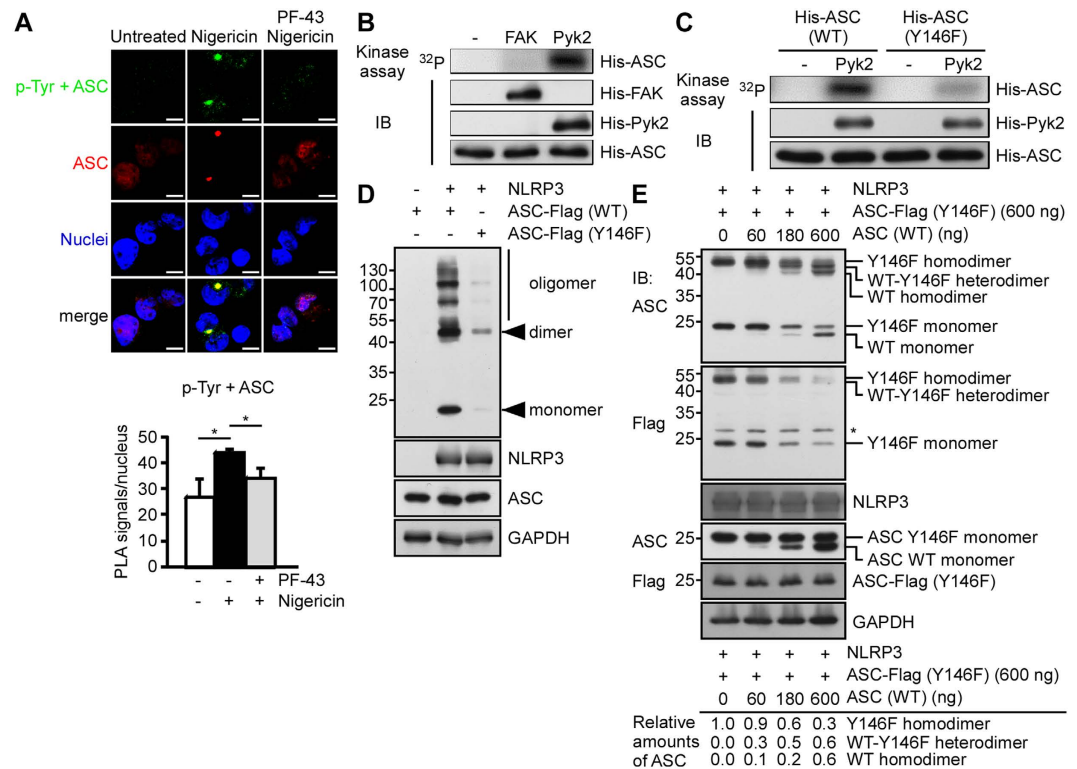 A
Untreated Nigericin PF-43 Nigericin
p-Tyr + ASC
ASC
Nuclei
merge
p-Tyr + ASC
PLA signals/nucleus
50
40
30
20
10
0
* *
- - + PF-43
- + + Nigericin
B
- FAK Pyk2
Kinase assay 32P His-ASC
IB His-FAK
His-Pyk2
His-ASC
C
His-ASC (WT) His-ASC (Y146F)
- Pyk2 - Pyk2
Kinase assay 32P His-ASC
IB His-Pyk2
His-ASC
D
- + + NLRP3
+ + - ASC-Flag (WT)
- - + ASC-Flag (Y146F)
130
100
70
55
40
35
25
oligomer
dimer
monomer
NLRP3
ASC
GAPDH
E
+ + + + NLRP3
+ + + + ASC-Flag (Y146F) (600 ng)
0 60 180 600 ASC (WT) (ng)
IB:
ASC
55
40
35
25
Y146F homodimer
WT-Y146F heterodimer
WT homodimer
Y146F monomer
WT monomer
Flag
55
40
35
25
Y146F homodimer
WT-Y146F heterodimer
*
Y146F monomer
NLRP3
ASC 25 ASC Y146F monomer
ASC WT monomer
Flag 25 ASC-Flag (Y146F)
GAPDH
+ + + + NLRP3
+ + + + ASC-Flag (Y146F) (600 ng)
0 60 180 600 ASC (WT) (ng)
Relative amounts of ASC
1.0 0.9 0.6 0.3 Y146F homodimer
0.0 0.3 0.5 0.6 WT-Y146F heterodimer
0.0 0.1 0.2 0.6 WT homodimer